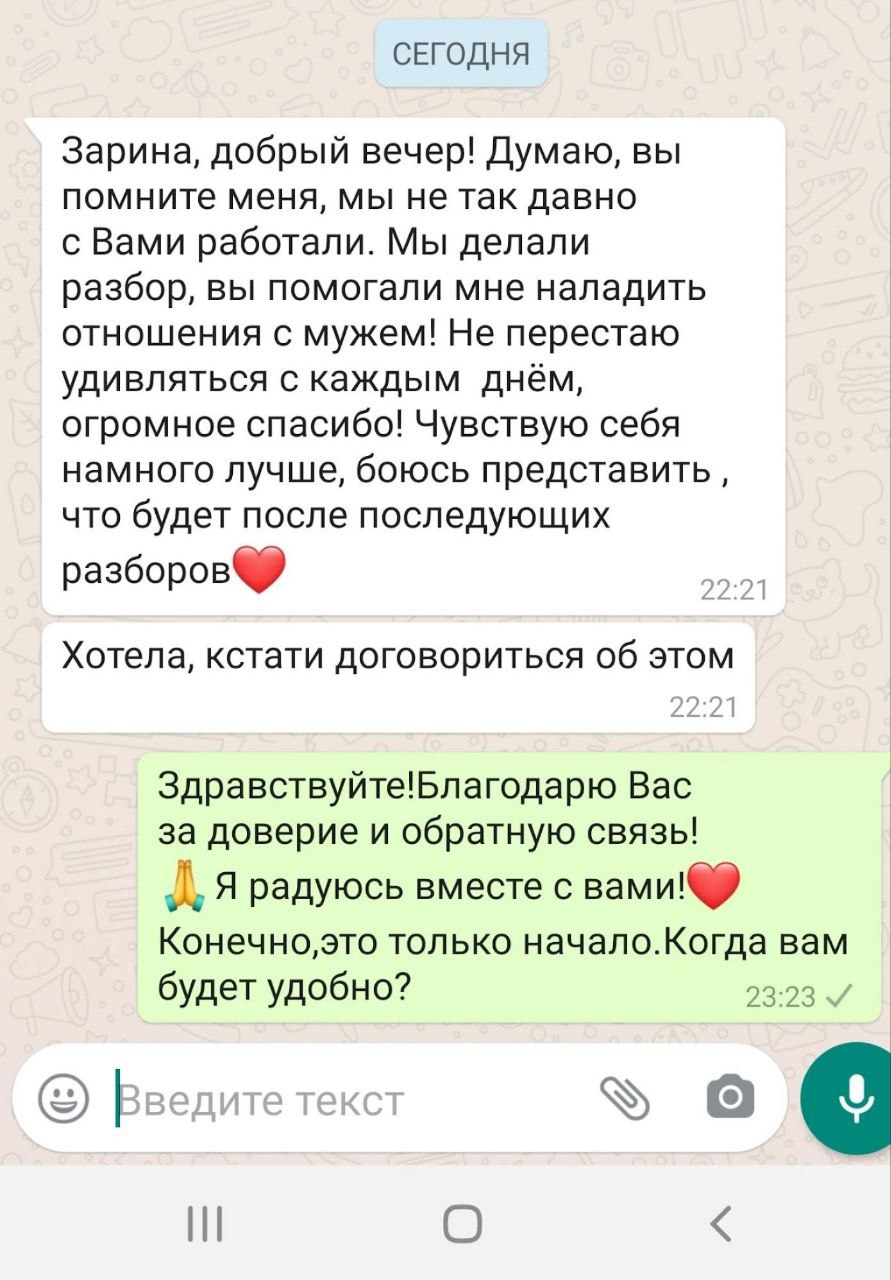 СЕГОДНЯ
Зарина, добрый вечер! Думаю, вы
помните меня, мы не так давно
с Вами работали. Мы делали
разбор, вы помогали мне наладить
отношения с мужем! Не перестаю
удивляться с каждым  днём,
огромное спасибо! Чувствую себя
намного лучше, боюсь представить ,
что будет после последующих
разборов❤️
22:21
Хотела, кстати договориться об этом
22:21
Здравствуйте!Благодарю Вас
за доверие и обратную связь!
🙏 Я радуюсь вместе с вами!❤️
Конечно,это только начало.Когда вам
будет удобно?
23:23
Введите текст